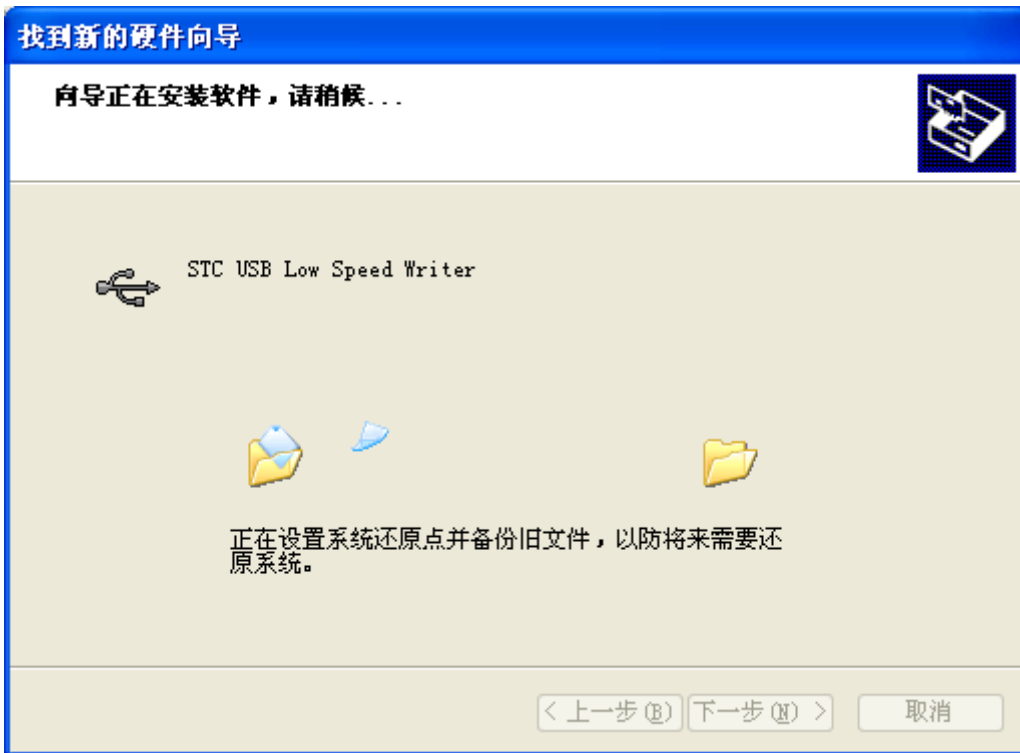 找到新的硬件向导
向导正在安装软件，请稍候...
STC USB Low Speed Writer
正在设置系统还原点并备份旧文件，以防将来需要还
原系统。
< 上一步(B) 下一步(N) > 取消